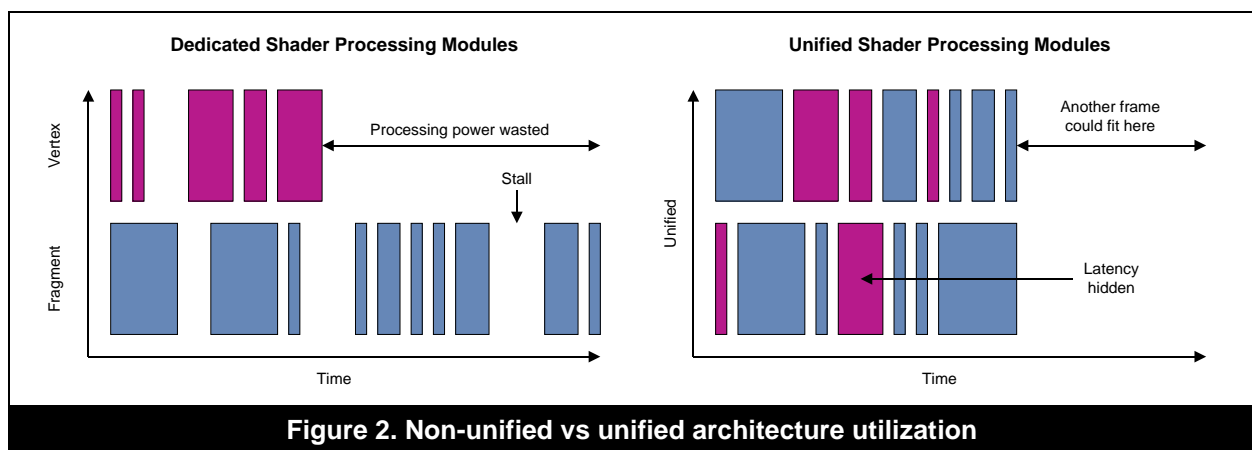 Dedicated Shader Processing Modules
Vertex
Processing power wasted
Stall
Fragment
Time
Unified Shader Processing Modules
Another frame
could fit here
Unified
Latency
hidden
Time
Figure 2. Non-unified vs unified architecture utilization